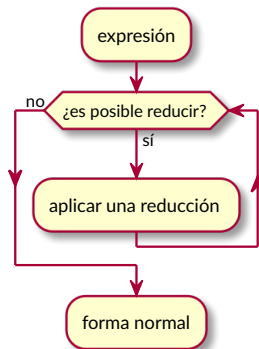 expresión
no
¿es posible reducir?
sí
aplicar una reducción
forma normal